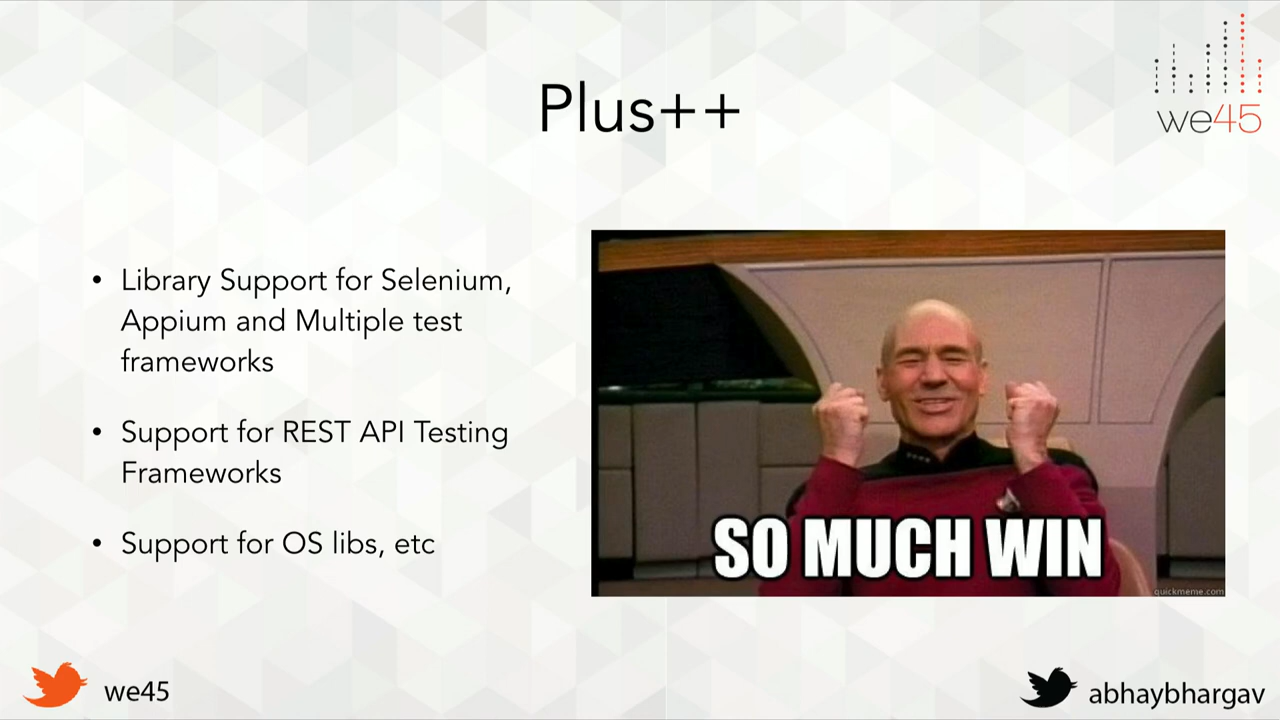 Plus++
we45
• Library Support for Selenium,
Appium and Multiple test
frameworks
• Support for REST API Testing
Frameworks
• Support for OS libs, etc
SO MUCH WIN
quickmeme.com
we45
abhaybhargav